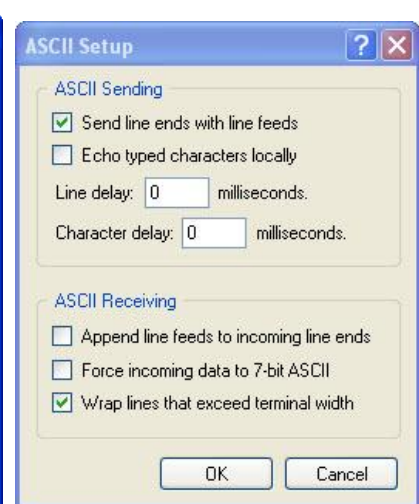 ASCII Setup
ASCII Sending
Send line ends with line feeds
Echo typed characters locally
Line delay: 0 milliseconds.
Character delay: 0 milliseconds.
ASCII Receiving
Append line feeds to incoming line ends
Force incoming data to 7-bit ASCII
Wrap lines that exceed terminal width
OK Cancel